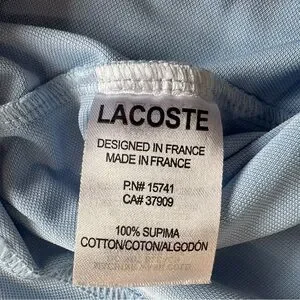 LACOSTE
DESIGNED IN FRANCE
MADE IN FRANCE
P.N# 15741
CA# 37909
100% SUPIMA
COTTON/COTON/ALGODÓN